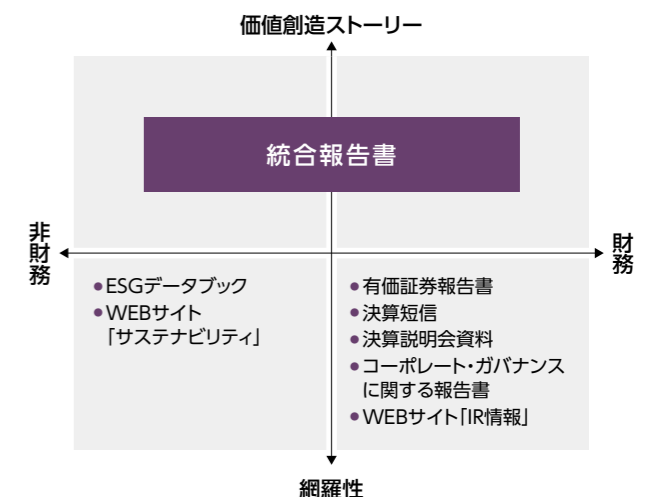 価値創造ストーリー
統合報告書
非財務
財務
●ESGデータブック
●WEBサイト
「サステナビリティ」
●有価証券報告書
●決算短信
●決算説明会資料
●コーポレート・ガバナンス
に関する報告書
●WEBサイト「IR情報」
網羅性